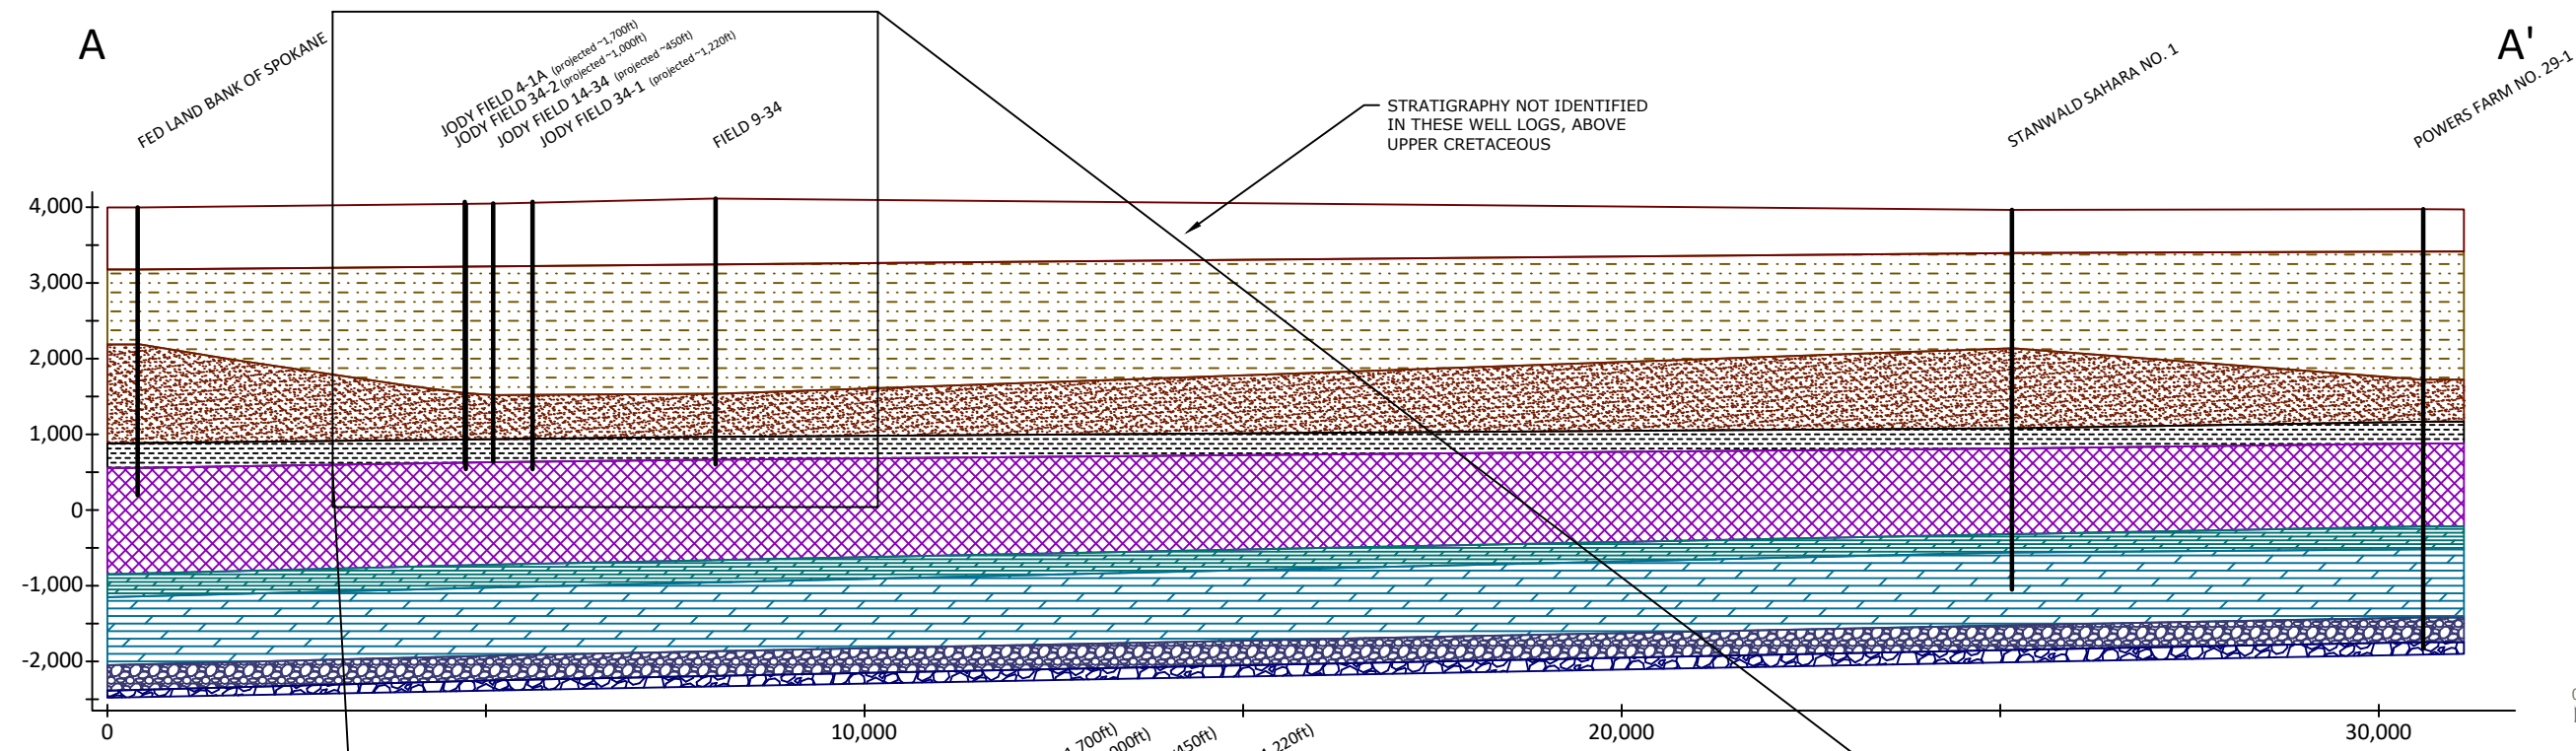 A
A'
FED LAND BANK OF SPOKANE
JODY FIELD 4-1A (projected ~1,700ft)
JODY FIELD 34-2 (projected ~1,000ft)
JODY FIELD 14-34 (projected ~450ft)
JODY FIELD 34-1 (projected ~1,220ft)
FIELD 9-34
STRATIGRAPHY NOT IDENTIFIED
IN THESE WELL LOGS, ABOVE
UPPER CRETACEOUS
STANWALD SAHARA NO. 1
POWERS FARM NO. 29-1
4,000
3,000
2,000
1,000
0
-1,000
-2,000
0
10,000
20,000
30,000
700ft)
450ft)
220ft)